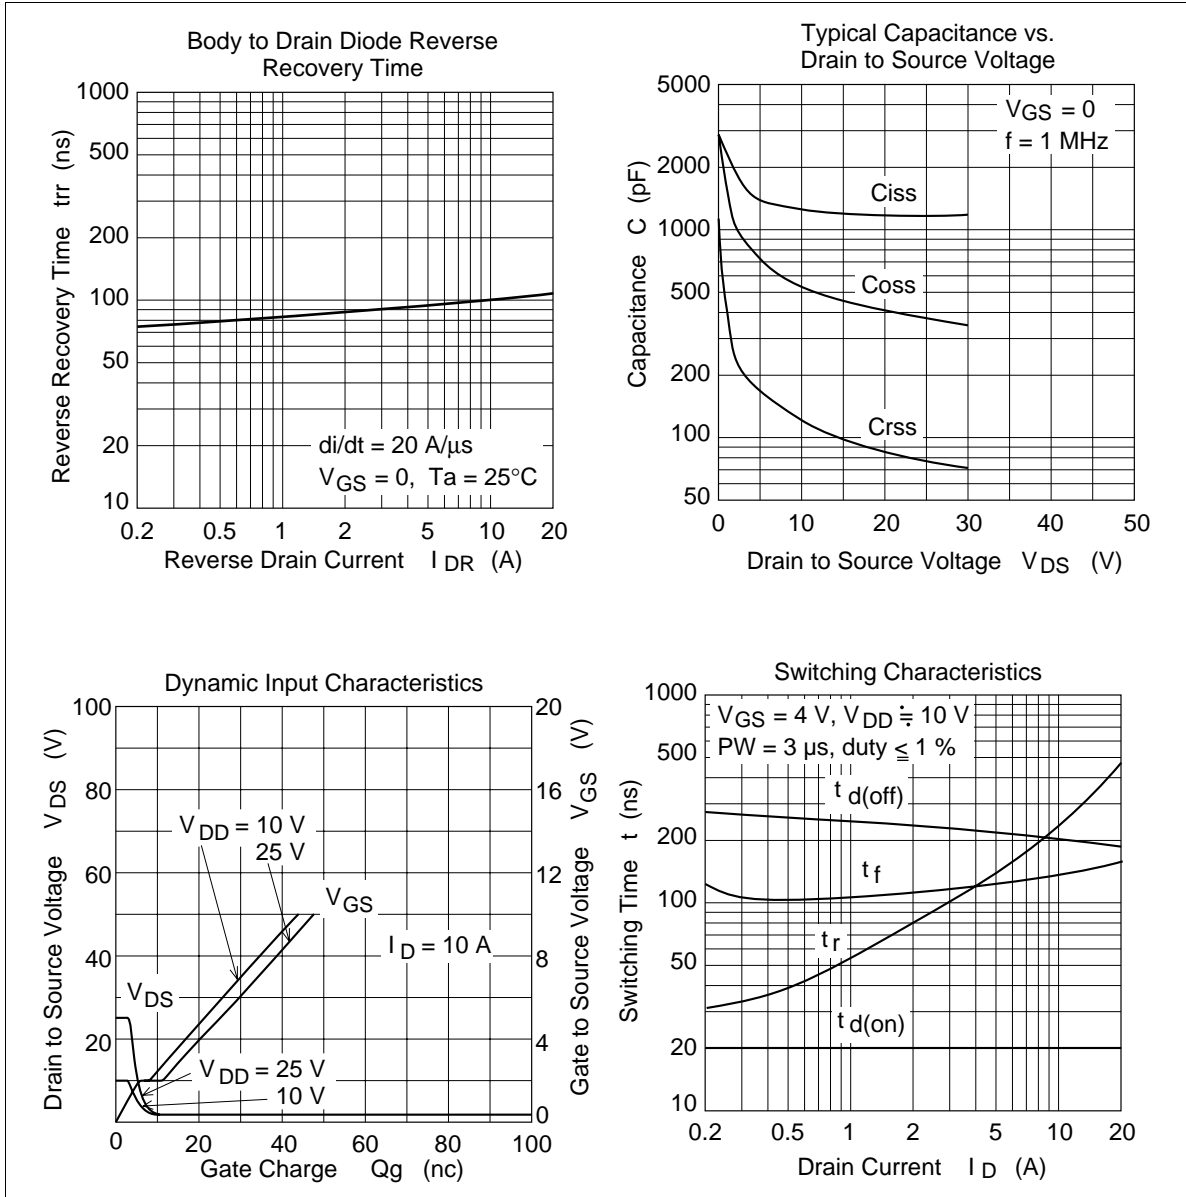 Body to Drain Diode Reverse
Recovery Time
1000
500
200
100
50
20
10
Reverse Recovery Time trr (ns)
di/dt = 20 A/µs
VGS = 0, Ta = 25°C
0.2 0.5 1 2 5 10 20
Reverse Drain Current I DR (A)
Typical Capacitance vs.
Drain to Source Voltage
5000
2000
1000
500
200
100
50
Capacitance C (pF)
VGS = 0
f = 1 MHz
Ciss
Coss
Crss
0 10 20 30 40 50
Drain to Source Voltage VDS (V)
Dynamic Input Characteristics
100
80
60
40
20
0
Drain to Source Voltage VDS (V)
VDD = 10 V
25 V
VGS
I D = 10 A
VDS
VDD = 25 V
10 V
20
16
12
8
4
0
Gate to Source Voltage VGS (V)
20 40 60 80 100
Gate Charge Qg (nc)
Switching Characteristics
1000
500
200
100
50
20
10
Switching Time t (ns)
VGS = 4 V, VDD ≒ 10 V
PW = 3 µs, duty ≦ 1 %
t d(off)
t f
t r
t d(on)
0.2 0.5 1 2 5 10 20
Drain Current I D (A)